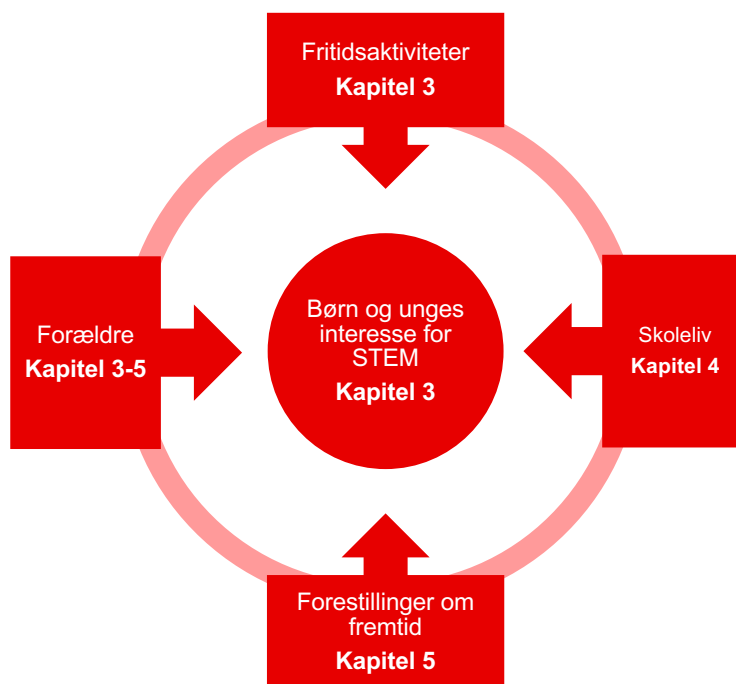 Fritidsaktiviteter
Kapitel 3
Forældre
Kapitel 3-5
Børn og unges
interesse for
STEM
Kapitel 3
Skoleliv
Kapitel 4
Forestillinger om
fremtid
Kapitel 5